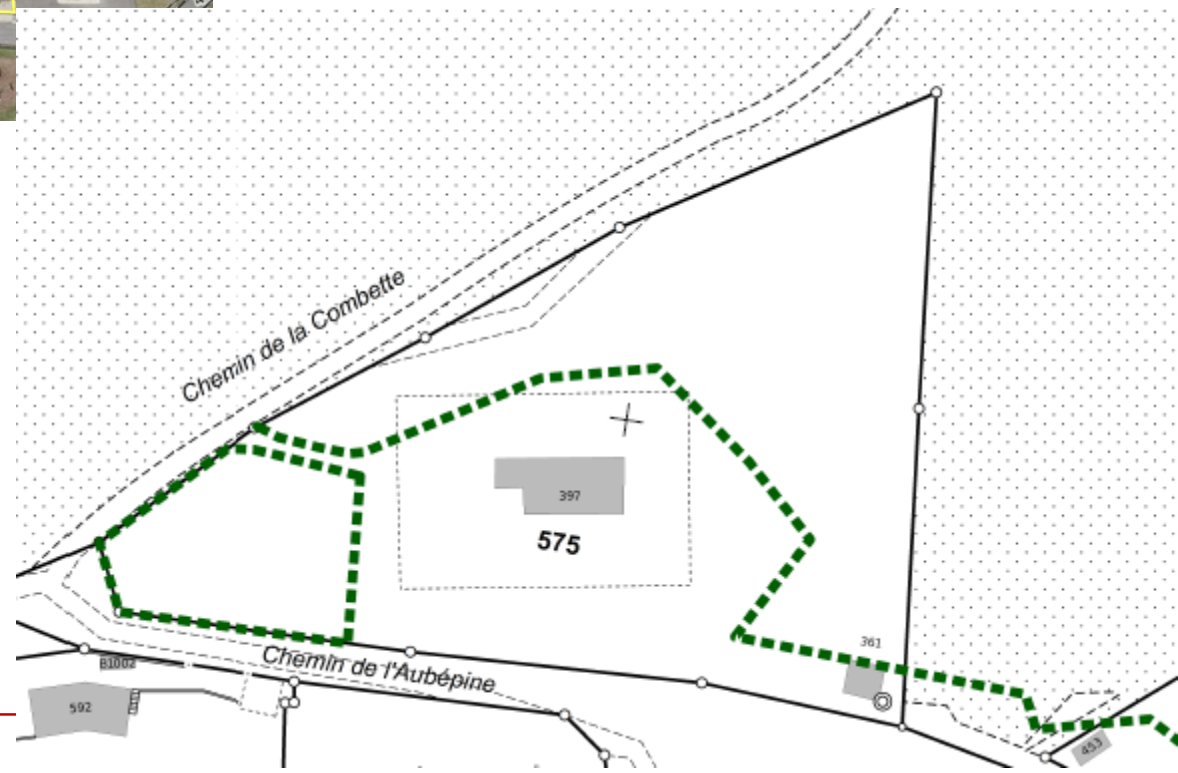 Chemin de la Combette
397
575
361
Chemin de l'Aubépine
B1002
592
453